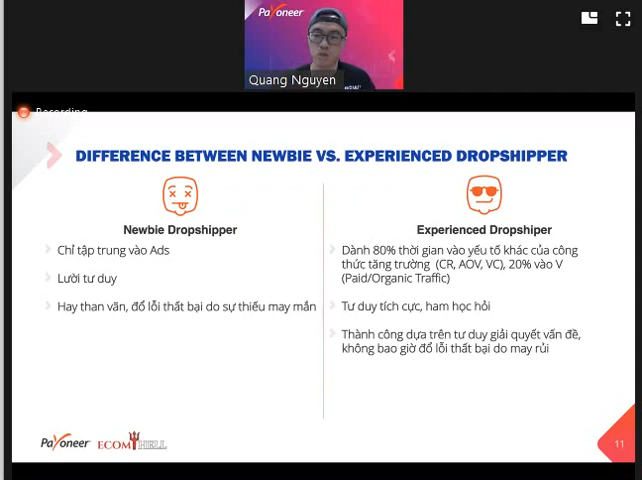 Payoneer
Quang Nguyen
Recording
DIFFERENCE BETWEEN NEWBIE VS. EXPERIENCED DROPSHIPPER
Newbie Dropshipper
Chỉ tập trung vào Ads
Lười tư duy
Hay than vãn, đổ lỗi thất bại do sự thiếu may mắn
Experienced Dropshiper
Dành 80% thời gian vào yếu tố khác của công
thức tăng trường (CR, AOV, VC), 20% vào V
(Paid/Organic Traffic)
Tư duy tích cực, ham học hỏi
Thành công dựa trên tư duy giải quyết vấn đề,
không bao giờ đổ lỗi thất bại do may rủi
Payoneer ECOMHELL
11